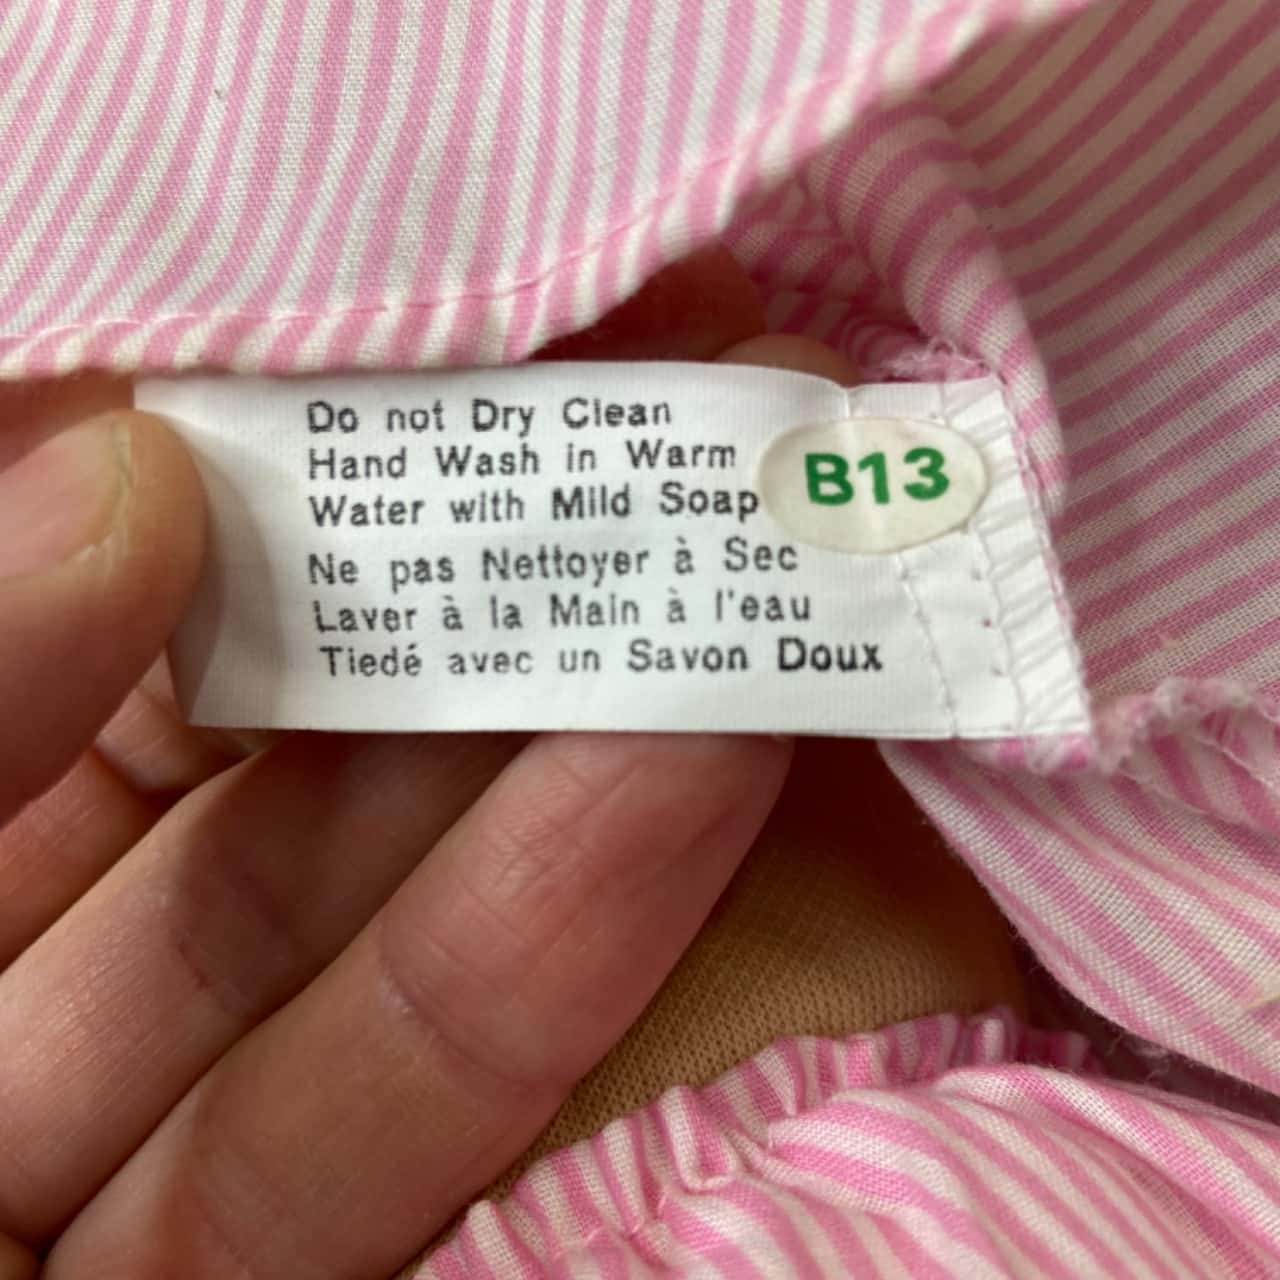 Do not Dry Clean
Hand Wash in Warm
Water with Mild Soap
B13
Ne pas Nettoyer à Sec
Laver à la Main à l'eau
Tiedé avec un Savon Doux